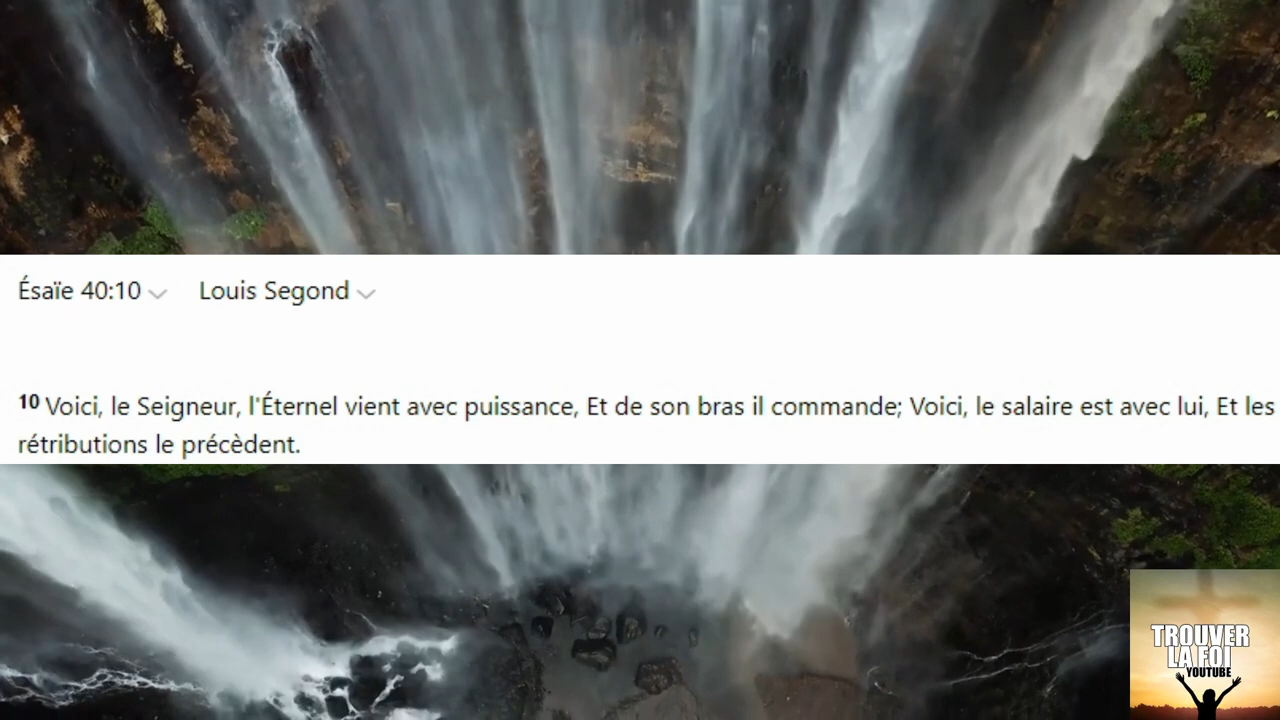 Ésaïe 40:10 Louis Segond
10 Voici, le Seigneur, l'Éternel vient avec puissance, Et de son bras il commande; Voici, le salaire est avec lui, Et les
rétributions le précèdent.
TROUVER
LA FOI
YOUTUBE